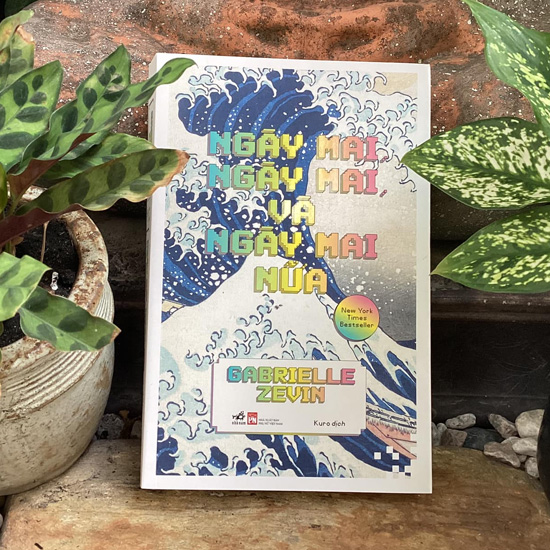 NGÀY MAI,
NGÀY MAI,
VÀ
NGÀY MAI
NỮA
New York
Times
Bestseller
GABRIELLE
ZEVIN
Kuro dịch